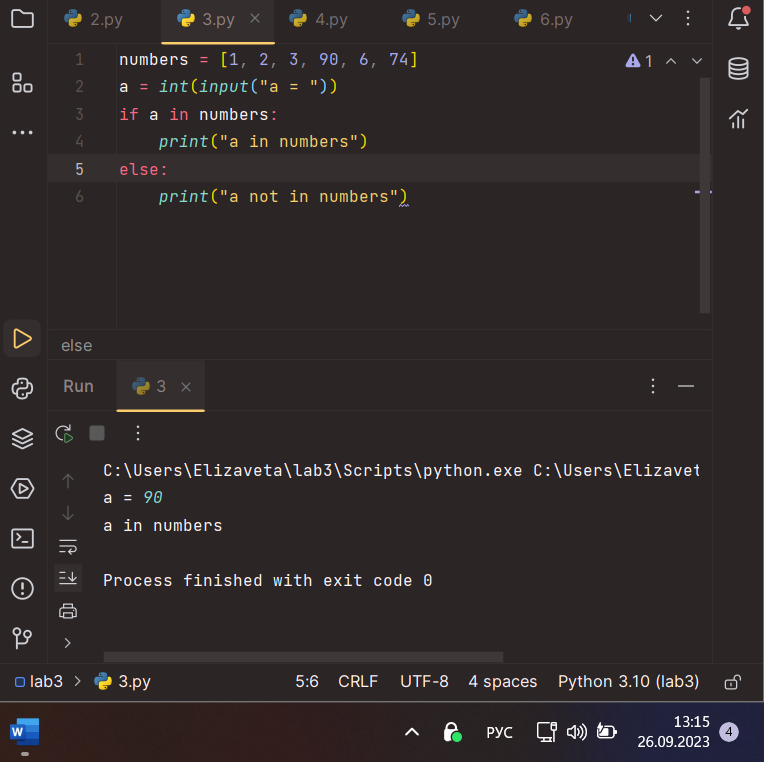 2.py 3.py 4.py 5.py 6.py
1 numbers = [1, 2, 3, 90, 6, 74]
2 a = int(input("a = "))
3 if a in numbers:
4     print("a in numbers")
5 else:
6     print("a not in numbers")
1
else
Run 3
C:\Users\Elizaveta\lab3\Scripts\python.exe C:\Users\Elizavet
a = 90
a in numbers
Process finished with exit code 0
lab3 > 3.py 5:6 CRLF UTF-8 4 spaces Python 3.10 (lab3)
W РУС 13:15
26.09.2023 4